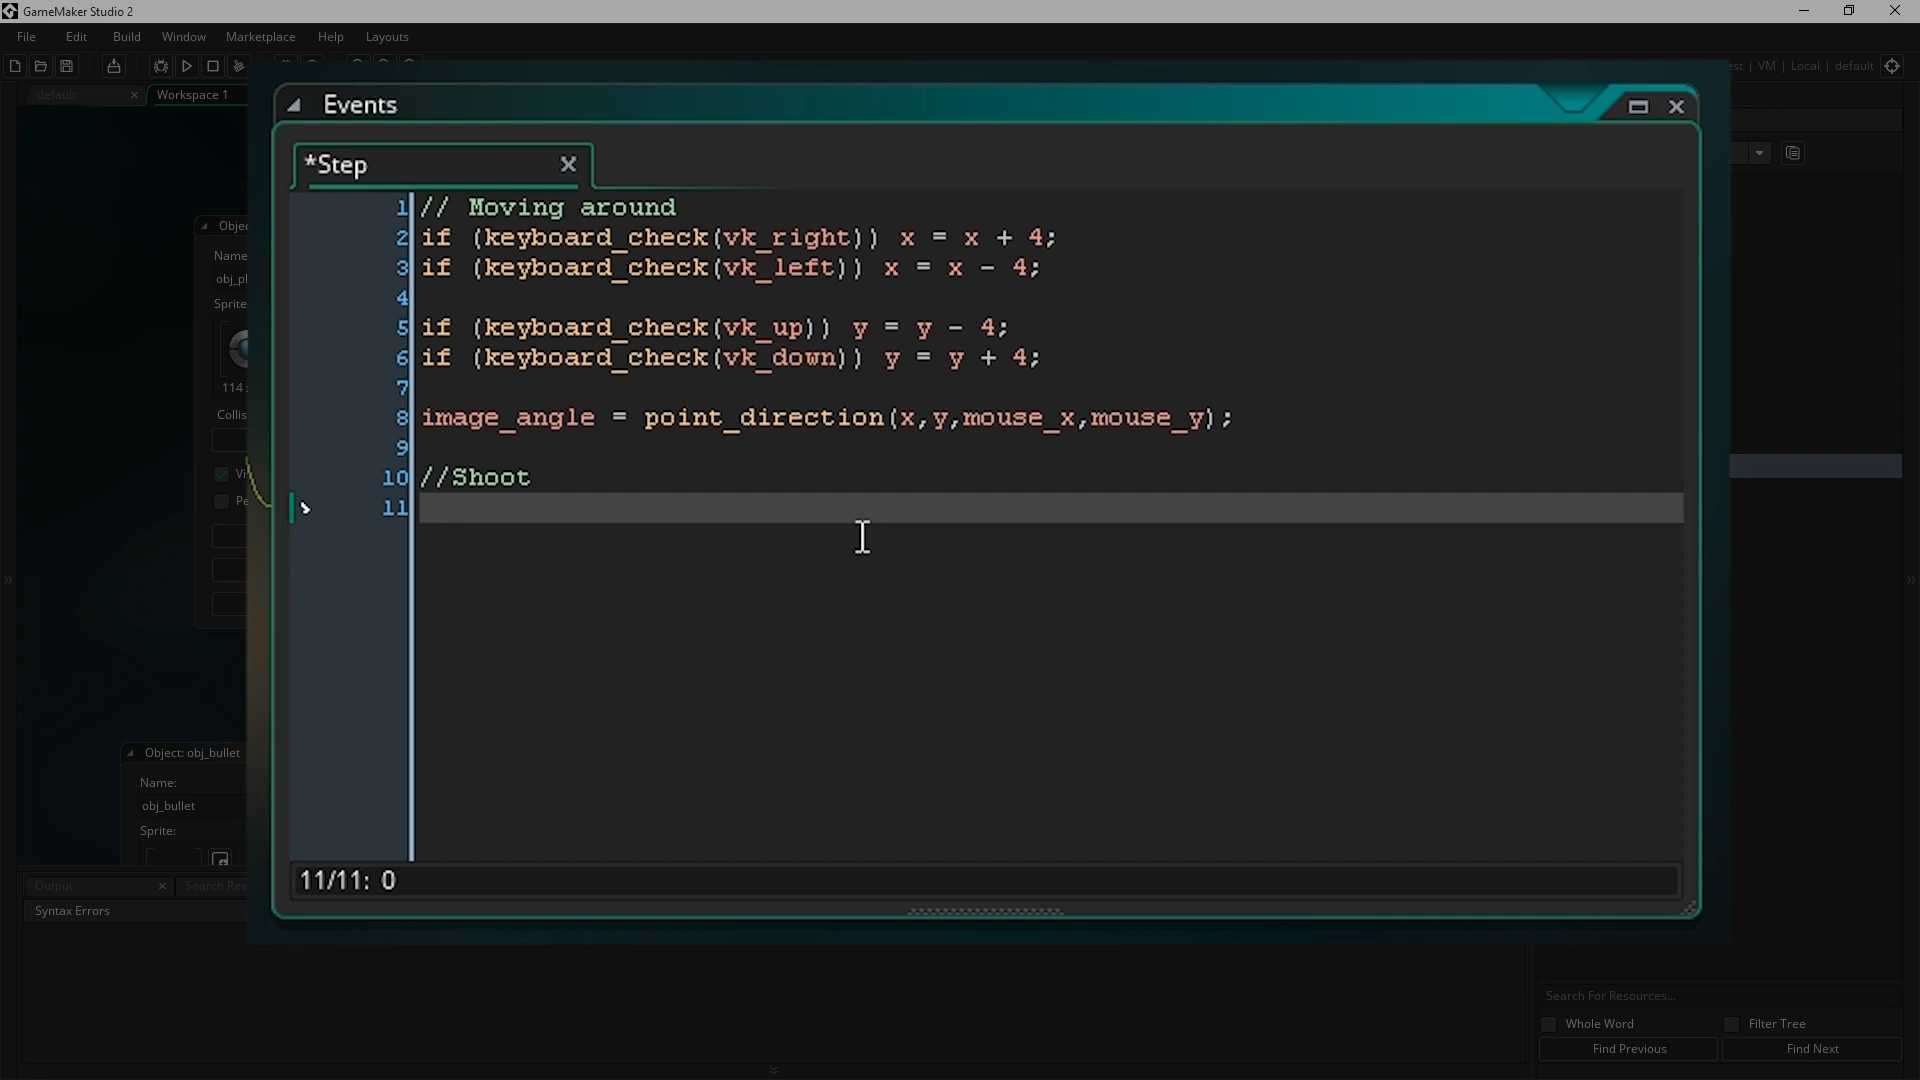 GameMaker Studio 2
File Edit Build Window Marketplace Help Layouts
VM | Local | default
default Workspace 1
Events
*Step
1 // Moving around
2 if (keyboard_check(vk_right)) x = x + 4;
3 if (keyboard_check(vk_left)) x = x - 4;
4
5 if (keyboard_check(vk_up)) y = y - 4;
6 if (keyboard_check(vk_down)) y = y + 4;
7
8 image_angle = point_direction(x,y,mouse_x,mouse_y);
9
10 //Shoot
11
11/11: 0
Name
114
Object: obj_bullet
Name:
obj_bullet
Sprite:
Output Search
Syntax Errors
Search For Resources...
Whole Word Filter Tree
Find Previous Find Next